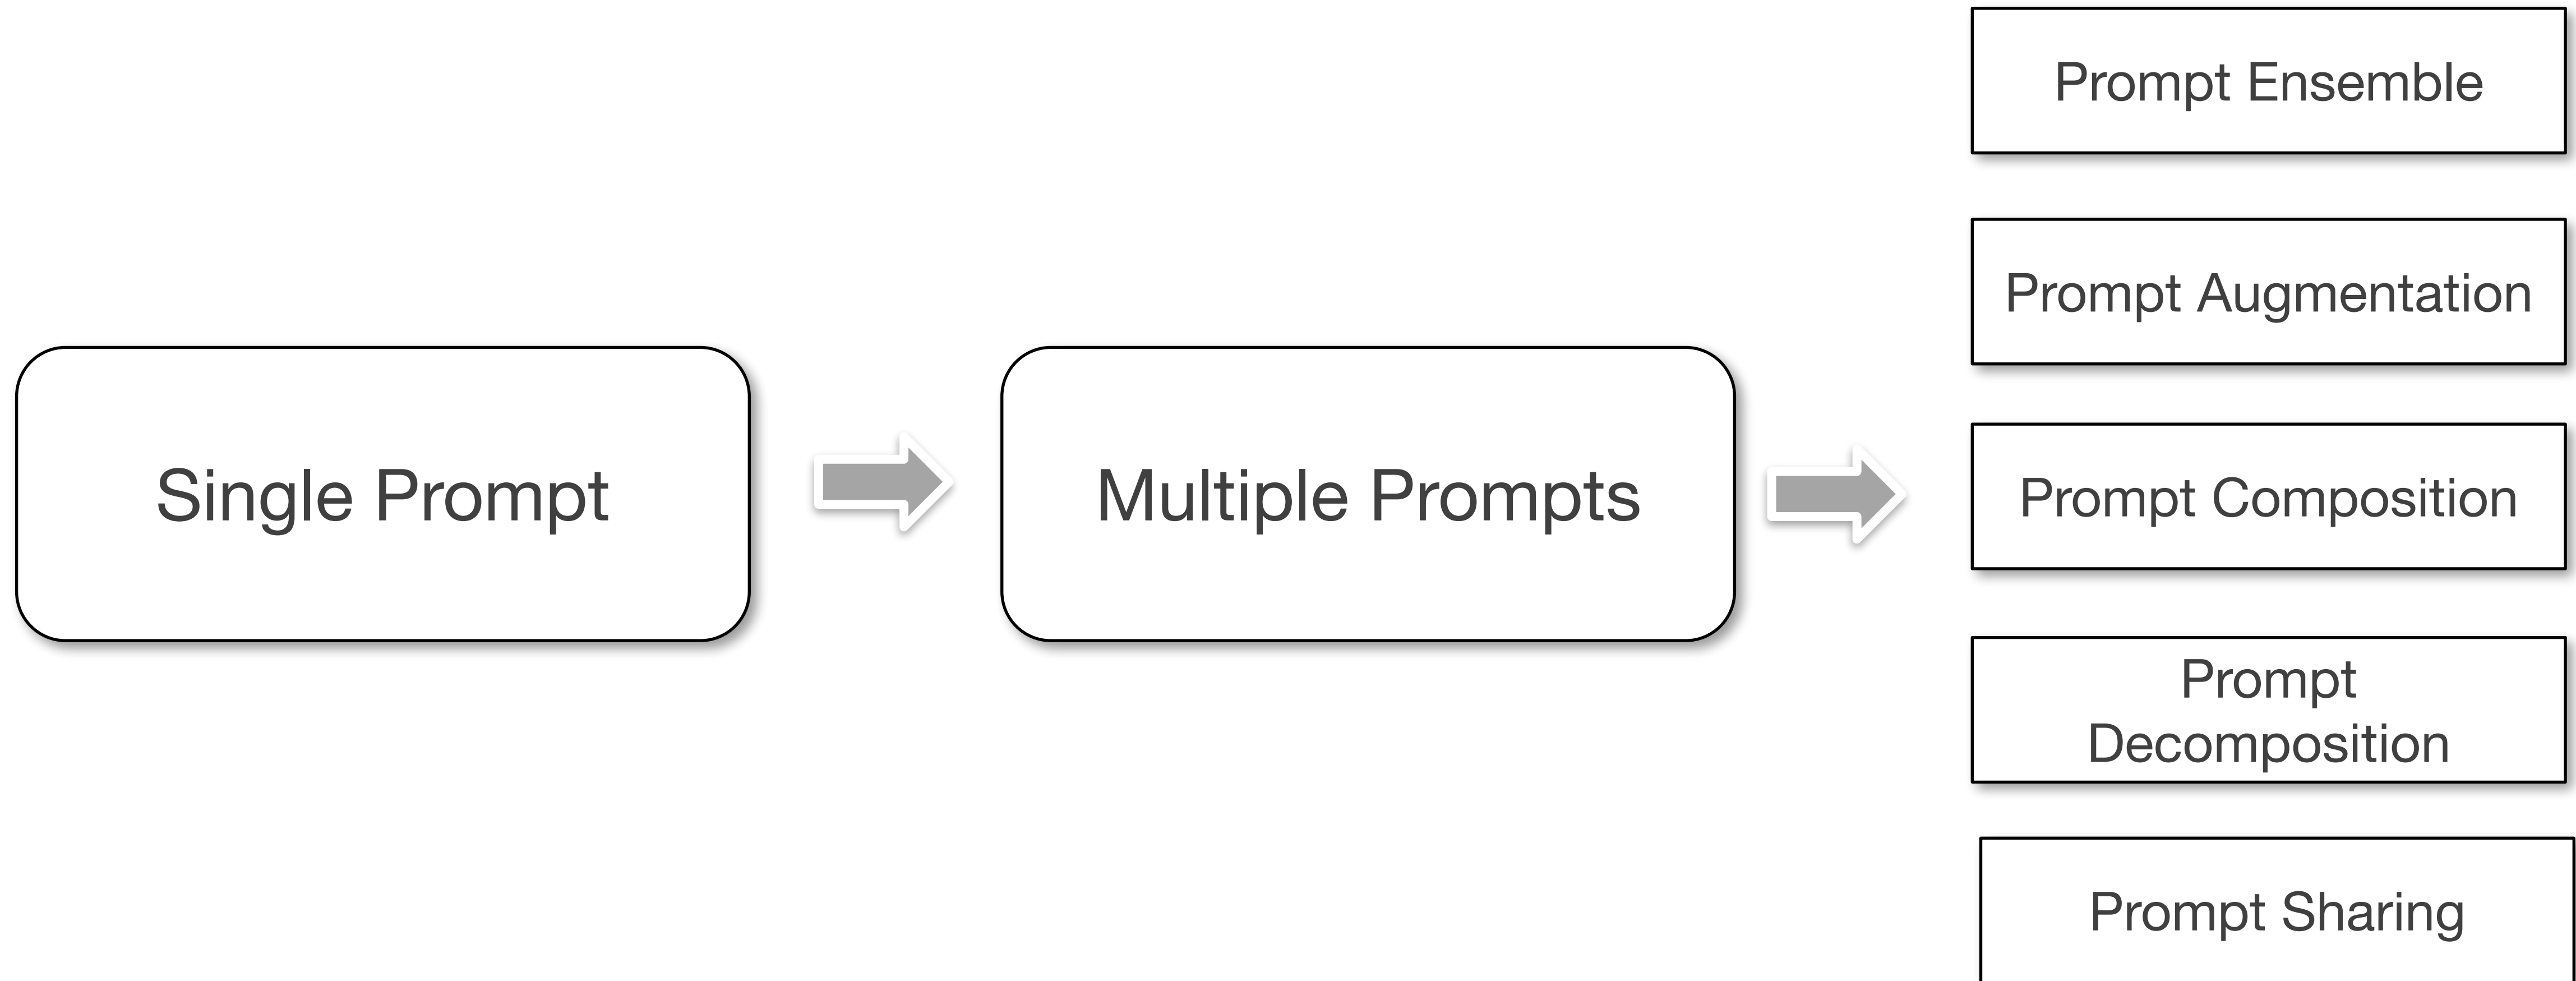 Single Prompt
Multiple Prompts
Prompt Ensemble
Prompt Augmentation
Prompt Composition
Prompt
Decomposition
Prompt Sharing